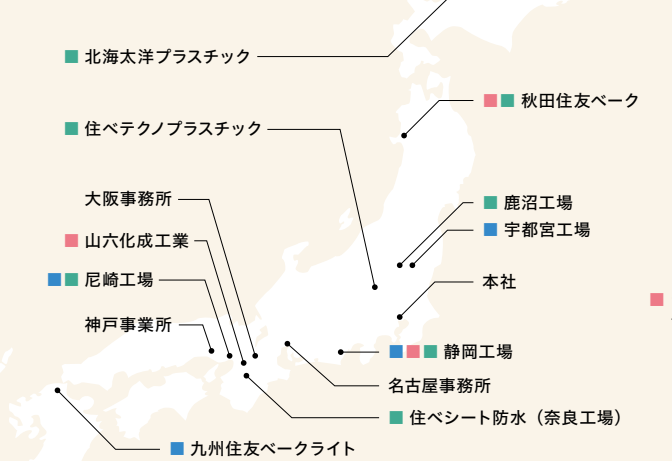 北海太洋プラスチック
秋田住友ベーク
住べテクノプラスチック
大阪事務所
鹿沼工場
宇都宮工場
山六化成工業
尼崎工場
本社
神戸事業所
静岡工場
名古屋事務所
住べシート防水（奈良工場）
九州住友ベークライト